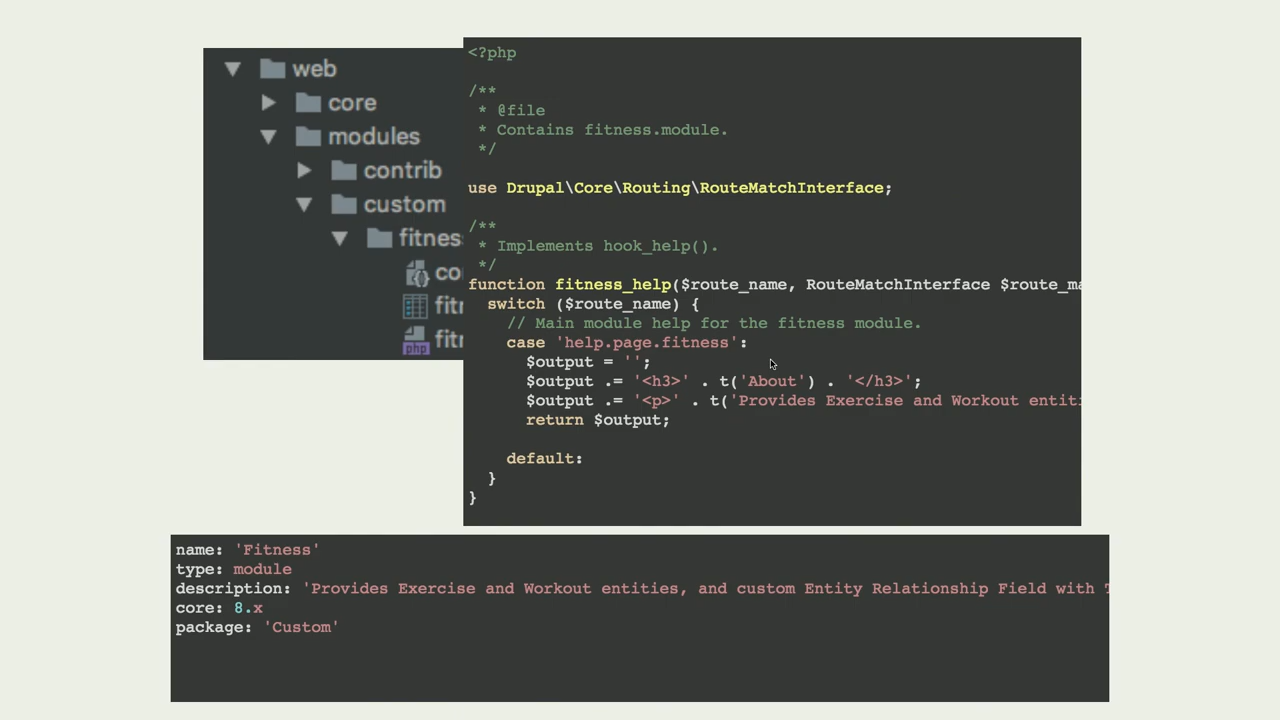 web
core
modules
contrib
custom
<?php
/**
* @file
* Contains fitness.module.
*/
use Drupal\Core\Routing\RouteMatchInterface;
/**
* Implements hook_help().
*/
function fitness_help($route_name, RouteMatchInterface
switch ($route_name) {
// Main module help for the fitness module.
case 'help.page.fitness':
$output = '';
$output .= '<h3>' . t('About') . '</h3>';
$output .= '<p>' . t('Provides Exercise and Workout
return $output;
default:
}
}
name: 'Fitness'
type: module
description: 'Provides Exercise and Workout entities, and custom Entity Relationship Field with
core: 8.x
package: 'Custom'